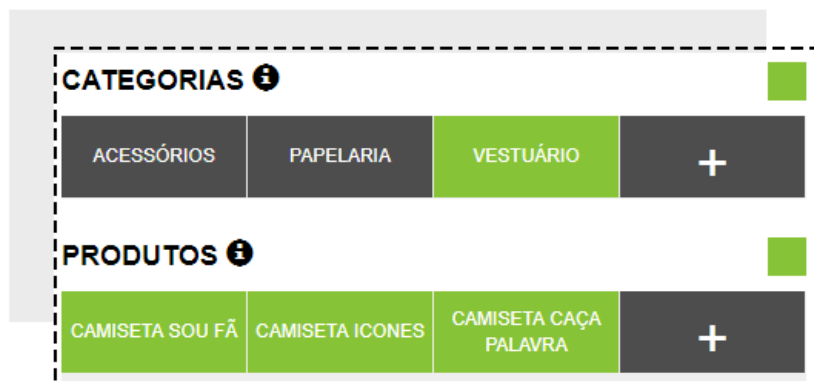 CATEGORIAS
ACESSÓRIOS
PAPELARIA
VESTUÁRIO
+
PRODUTOS
CAMISETA SOU FÃ
CAMISETA ICONES
CAMISETA CAÇA
PALAVRA
+